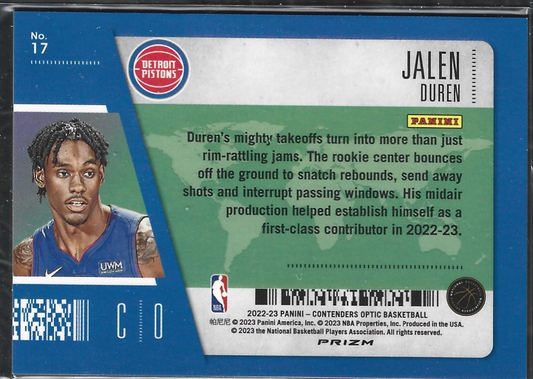 No.
17
DETROIT
PISTONS
JALEN
DUREN
PANINI
Duren's mighty takeoffs turn into more than just
rim-rattling jams. The rookie center bounces
off the ground to snatch rebounds, send away
shots and interrupt passing windows. His midair
production helped establish himself as a
first-class contributor in 2022-23.
UWM
NBA
C | O
2022-23 PANINI – CONTENDERS OPTIC BASKETBALL
帕尼尼 © 2023 Panini America, Inc. © 2023 NBA Properties, Inc. Produced in the USA.
© 2023 the National Basketball Players Association. All rights reserved.
PRIZM